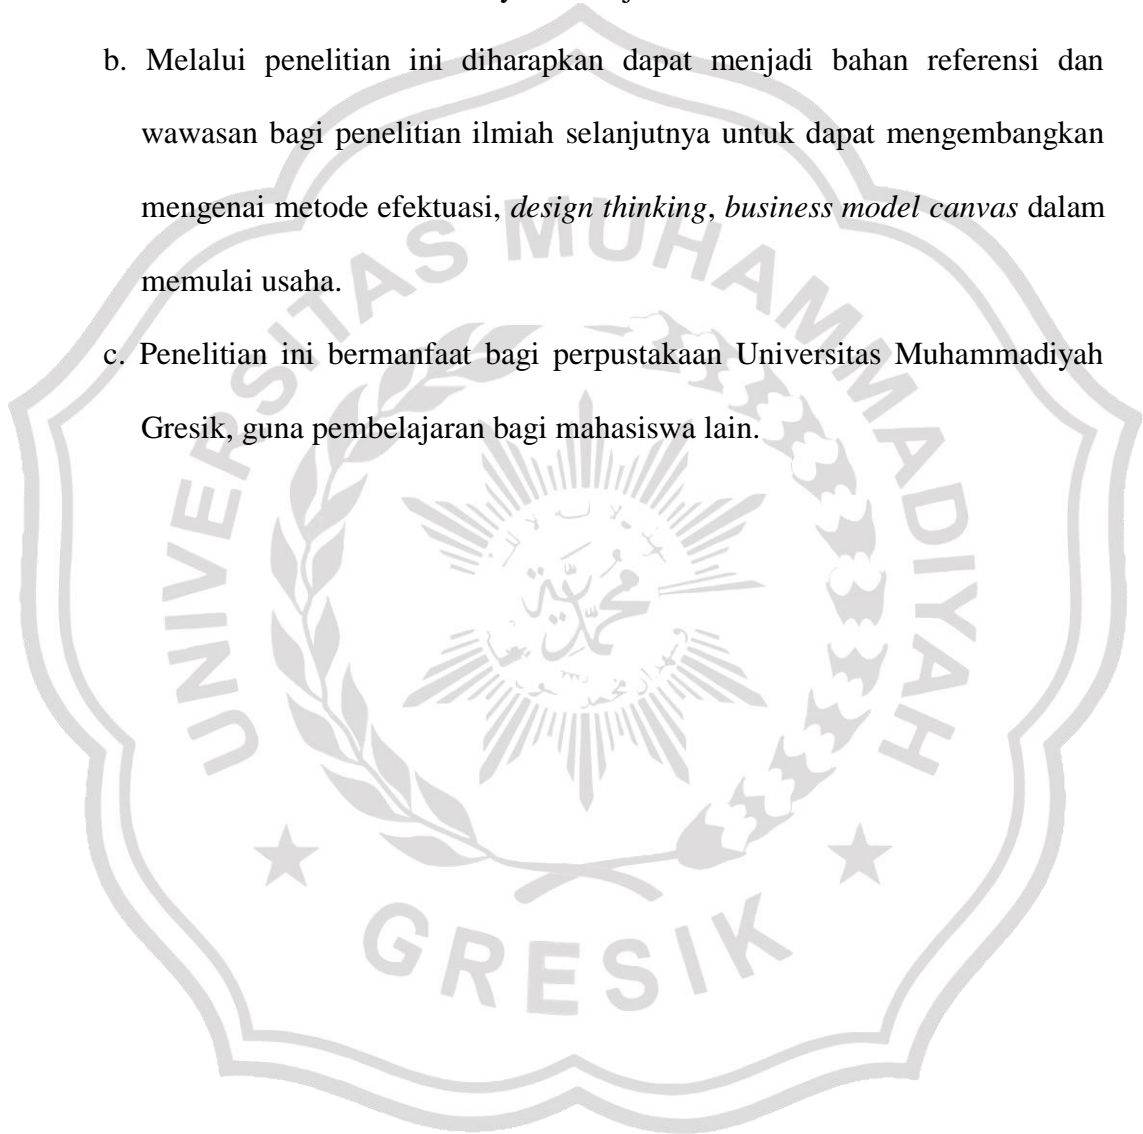 b. Melalui penelitian ini diharapkan dapat menjadi bahan referensi dan
wawasan bagi penelitian ilmiah selanjutnya untuk dapat mengembangkan
mengenai metode efektuasi, design thinking, business model canvas dalam
memulai usaha.
c. Penelitian ini bermanfaat bagi perpustakaan Universitas Muhammadiyah
Gresik, guna pembelajaran bagi mahasiswa lain.
UNIVERSITAS MUHAMMADIYAH
محمد
GRESIK